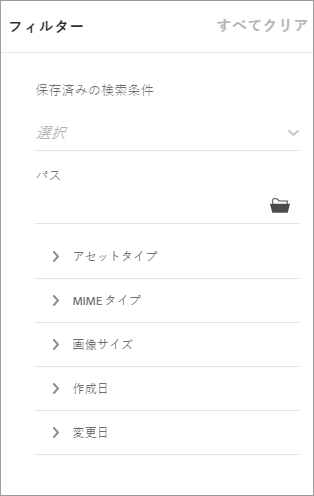 フィルター すべてクリア
保存済みの検索条件
選択
パス
アセットタイプ
MIME タイプ
画像サイズ
作成日
変更日